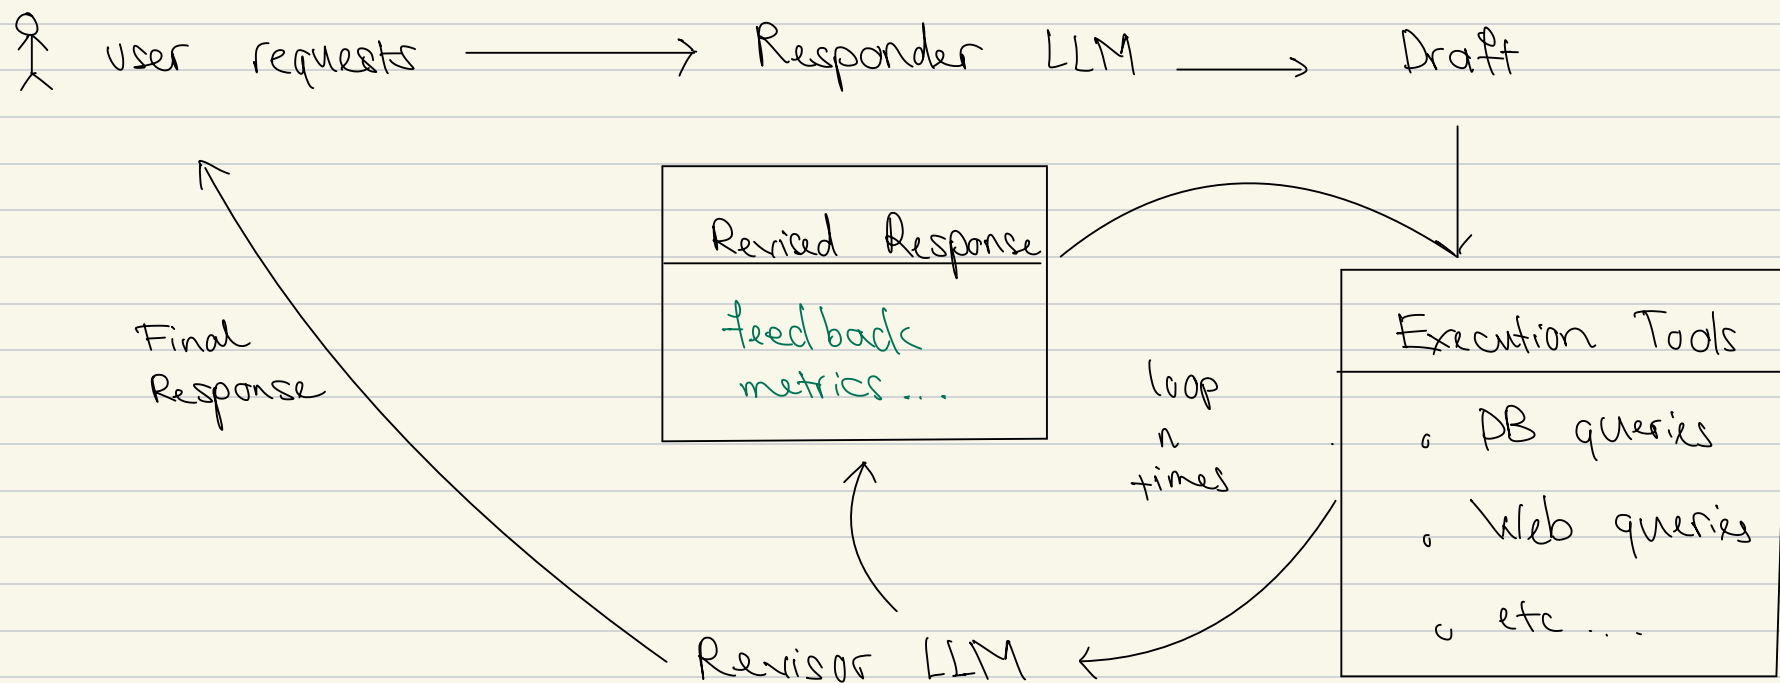 user requests
Responder LLM
Draft
Revised Response
feedback
metrics...
Final
Response
loop
n
times
Execution Tools
DB queries
Web queries
etc...
Revisor LLM